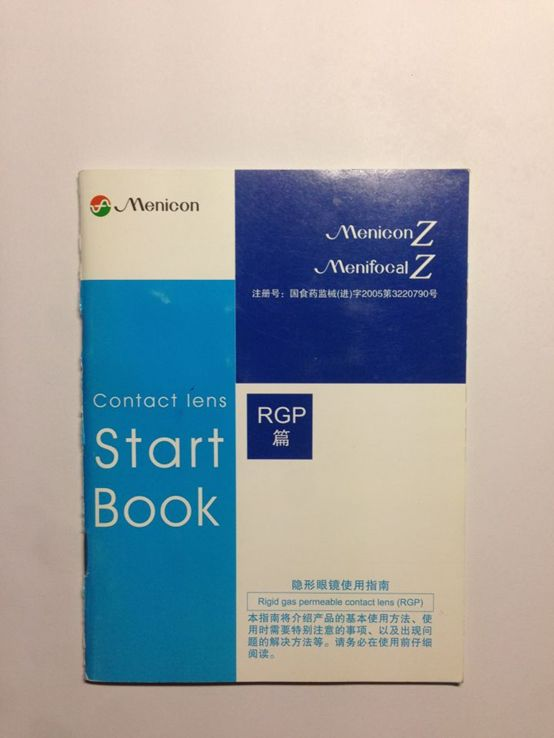 Menicon
Menicon Z
Menifocal Z
注册号：国食药监械(进)字2005第3220790号
Contact lens
Start
Book
RGP
篇
隐形眼镜使用指南
Rigid gas permeable contact lens (RGP)
本指南将介绍产品的基本使用方法、使
用时需要特别注意的事项、以及出现问
题的解决方法等。请务必在使用前仔细
阅读。